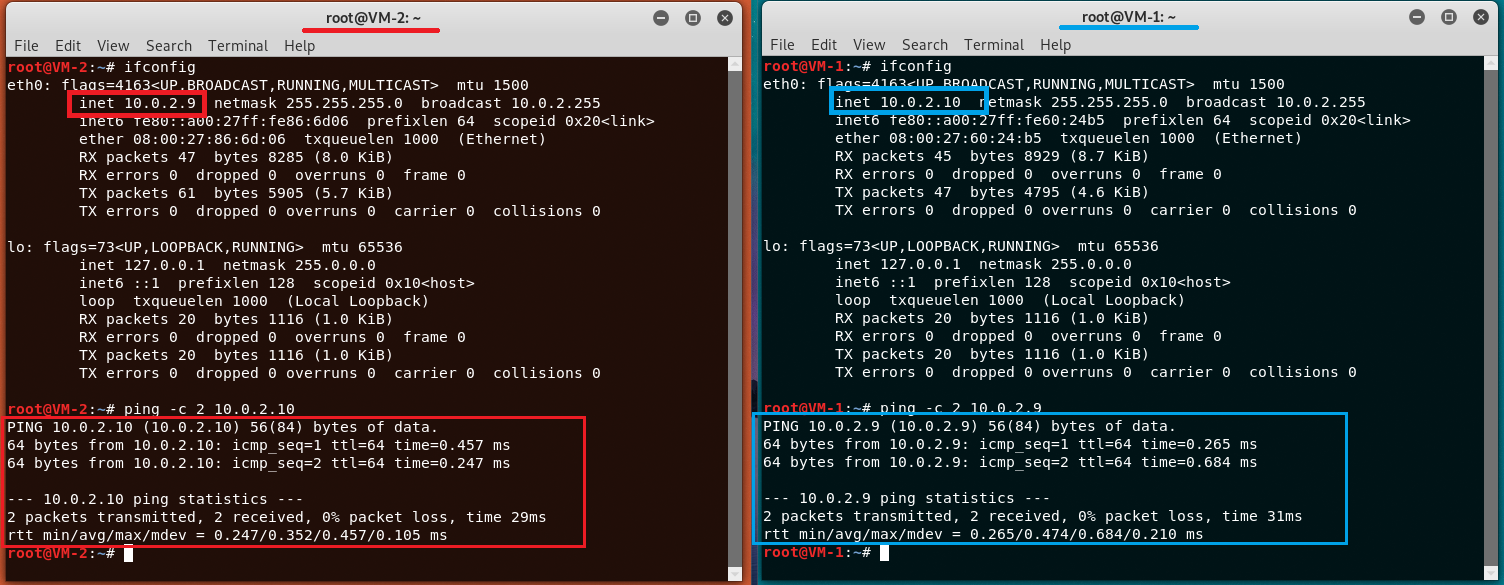 root@VM-2: ~
File Edit View Search Terminal Help
root@VM-2:~# ifconfig
eth0: flags=4163<UP,BROADCAST,RUNNING,MULTICAST>  mtu 1500
        inet 10.0.2.9  netmask 255.255.255.0  broadcast 10.0.2.255
        inet6 fe80::a00:27ff:fe86:6d06  prefixlen 64  scopeid 0x20<link>
        ether 08:00:27:86:6d:06  txqueuelen 1000  (Ethernet)
        RX packets 47  bytes 8285 (8.0 KiB)
        RX errors 0  dropped 0  overruns 0  frame 0
        TX packets 61  bytes 5905 (5.7 KiB)
        TX errors 0  dropped 0 overruns 0  carrier 0  collisions 0
lo: flags=73<UP,LOOPBACK,RUNNING>  mtu 65536
        inet 127.0.0.1  netmask 255.0.0.0
        inet6 ::1  prefixlen 128  scopeid 0x10<host>
        loop  txqueuelen 1000  (Local Loopback)
        RX packets 20  bytes 1116 (1.0 KiB)
        RX errors 0  dropped 0  overruns 0  frame 0
        TX packets 20  bytes 1116 (1.0 KiB)
        TX errors 0  dropped 0 overruns 0  carrier 0  collisions 0
root@VM-2:~# ping -c 2 10.0.2.10
PING 10.0.2.10 (10.0.2.10) 56(84) bytes of data.
64 bytes from 10.0.2.10: icmp_seq=1 ttl=64 time=0.457 ms
64 bytes from 10.0.2.10: icmp_seq=2 ttl=64 time=0.247 ms
--- 10.0.2.10 ping statistics ---
2 packets transmitted, 2 received, 0% packet loss, time 29ms
rtt min/avg/max/mdev = 0.247/0.352/0.457/0.105 ms
root@VM-2:~#
root@VM-1: ~
File Edit View Search Terminal Help
root@VM-1:~# ifconfig
eth0: flags=4163<UP,BROADCAST,RUNNING,MULTICAST>  mtu 1500
        inet 10.0.2.10  netmask 255.255.255.0  broadcast 10.0.2.255
        inet6 fe80::a00:27ff:fe60:24b5  prefixlen 64  scopeid 0x20<link>
        ether 08:00:27:60:24:b5  txqueuelen 1000  (Ethernet)
        RX packets 45  bytes 8929 (8.7 KiB)
        RX errors 0  dropped 0  overruns 0  frame 0
        TX packets 47  bytes 4795 (4.6 KiB)
        TX errors 0  dropped 0 overruns 0  carrier 0  collisions 0
lo: flags=73<UP,LOOPBACK,RUNNING>  mtu 65536
        inet 127.0.0.1  netmask 255.0.0.0
        inet6 ::1  prefixlen 128  scopeid 0x10<host>
        loop  txqueuelen 1000  (Local Loopback)
        RX packets 20  bytes 1116 (1.0 KiB)
        RX errors 0  dropped 0  overruns 0  frame 0
        TX packets 20  bytes 1116 (1.0 KiB)
        TX errors 0  dropped 0 overruns 0  carrier 0  collisions 0
root@VM-1:~# ping -c 2 10.0.2.9
PING 10.0.2.9 (10.0.2.9) 56(84) bytes of data.
64 bytes from 10.0.2.9: icmp_seq=1 ttl=64 time=0.265 ms
64 bytes from 10.0.2.9: icmp_seq=2 ttl=64 time=0.684 ms
--- 10.0.2.9 ping statistics ---
2 packets transmitted, 2 received, 0% packet loss, time 31ms
rtt min/avg/max/mdev = 0.265/0.474/0.684/0.210 ms
root@VM-1:~#